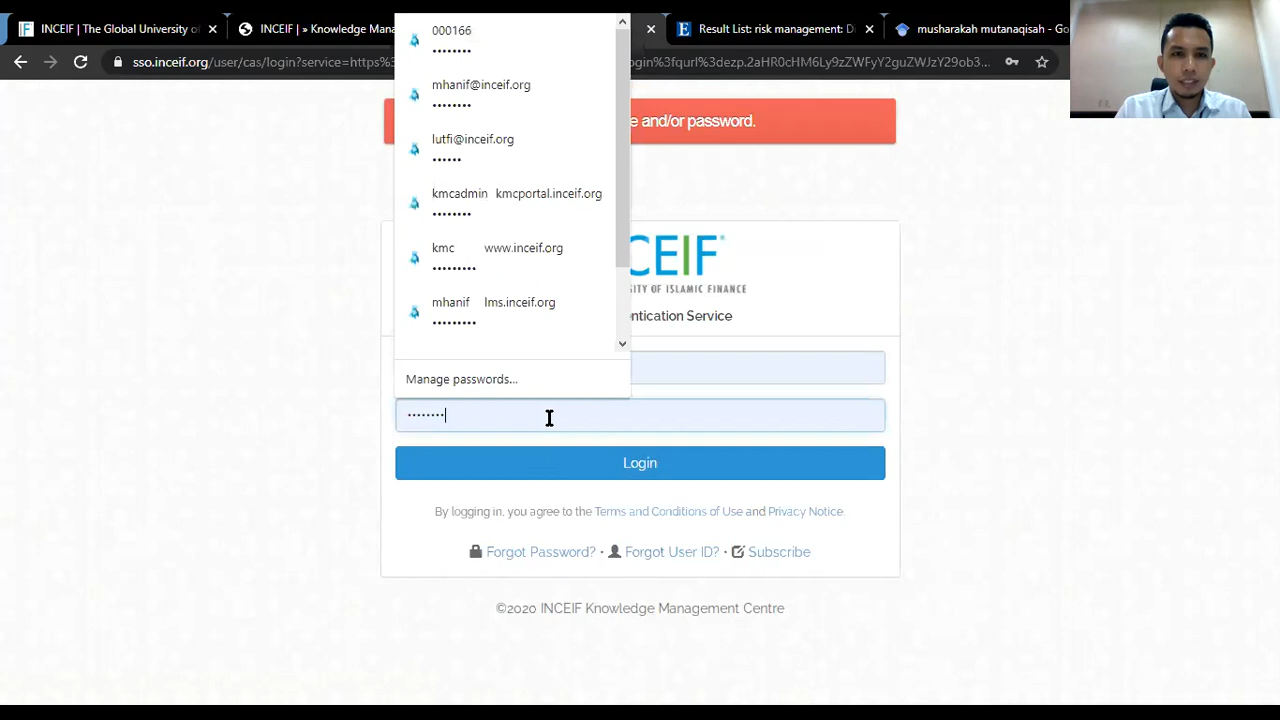 INCEIF | The Global University of
INCEIF | » Knowledge Mana
Result List: risk management: Di
musharakah mutanaqisah - Go
sso.inceif.org/user/cas/login?service=https%3
ogin%3fqurl%3dezp.2aHR0cHM6Ly9zZWFyY2guZWJzY29ob3...
000166
••••••••
mhanif@inceif.org
••••••••
lutfi@inceif.org
••••••
kmcadmin kmcportal.inceif.org
••••••••
kmc www.inceif.org
•••••••••
mhanif lms.inceif.org
•••••••••
Manage passwords...
e and/or password.
CEIF
SITY OF ISLAMIC FINANCE
entication Service
••••••••
Login
By logging in, you agree to the Terms and Conditions of Use and Privacy Notice.
Forgot Password? • Forgot User ID? • Subscribe
©2020 INCEIF Knowledge Management Centre